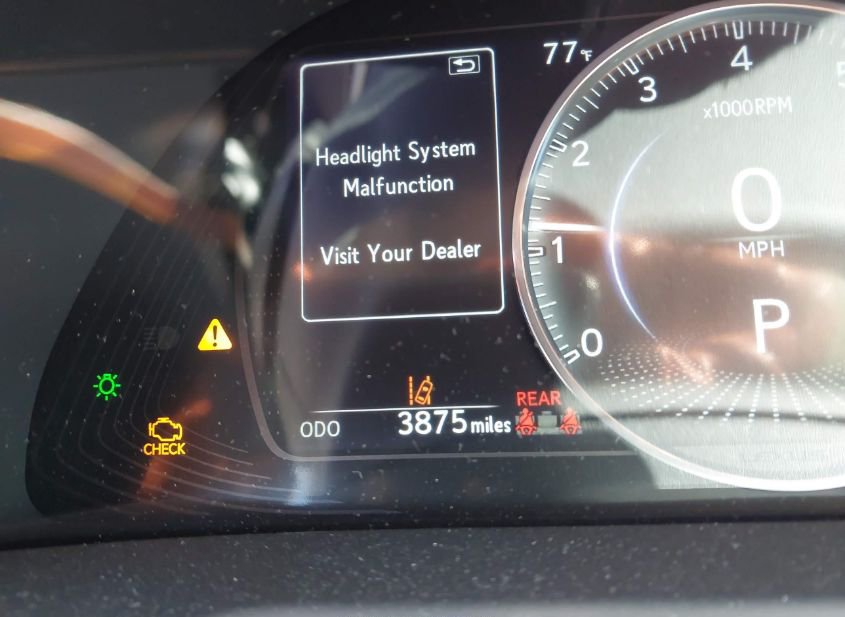 77°F
Headlight System
Malfunction
Visit Your Dealer
ODO 3875 miles
REAR
CHECK
4
3
x1000RPM
2
1
0
0
MPH
P